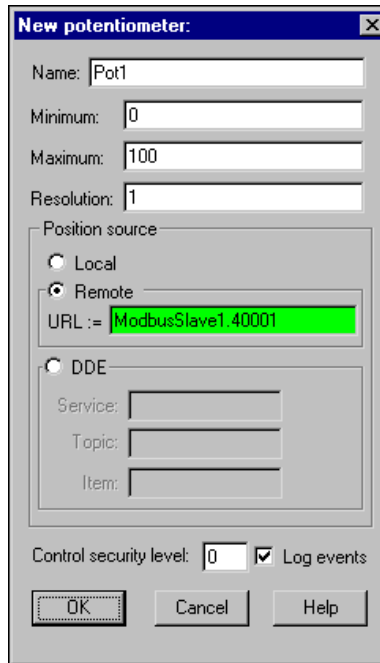 New potentiometer:
Name: Pot1
Minimum: 0
Maximum: 100
Resolution: 1
Position source
Local
Remote
URL := ModbusSlave1.40001
DDE
Service:
Topic:
Item:
Control security level: 0 Log events
OK Cancel Help